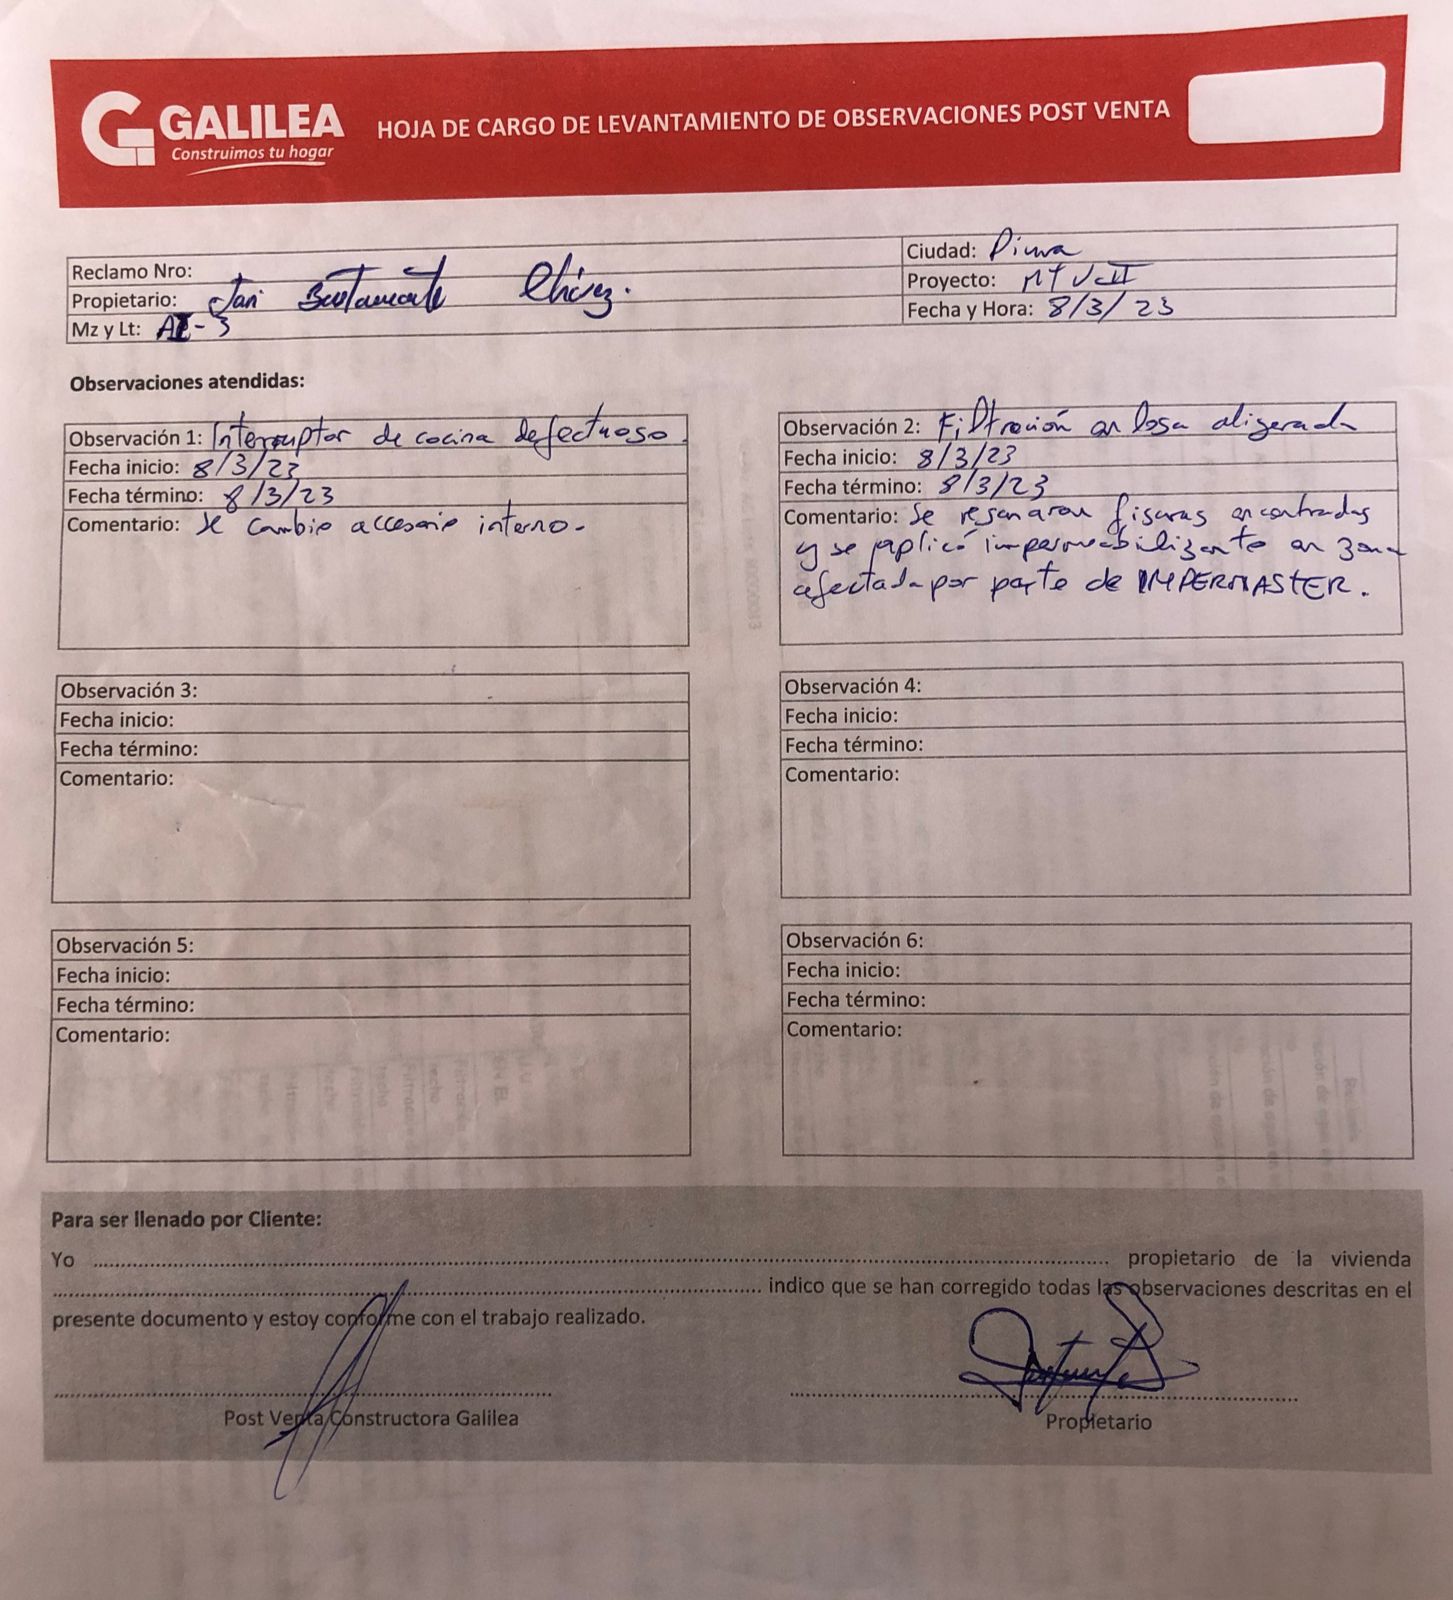 GALILEA
Construimos tu hogar
HOJA DE CARGO DE LEVANTAMIENTO DE OBSERVACIONES POST VENTA
Reclamo Nro:
Propietario: Bustamante Chávez.
Mz y Lt:
Ciudad: Piura
Proyecto:
Fecha y Hora: 8/3/23
Observaciones atendidas:
Observación 1: Interruptor de cocina defectuoso.
Fecha inicio: 8/3/23
Fecha término: 8/3/23
Comentario: Se cambio accesorio interno.
Observación 2: Filtración en losa aligerada
Fecha inicio: 8/3/23
Fecha término: 8/3/23
Comentario: Se resanaron fisuras encontradas
y se aplicó impermeabilizante en zona
afectada por parte de IMPERMASTER.
Observación 3:
Fecha inicio:
Fecha término:
Comentario:
Observación 4:
Fecha inicio:
Fecha término:
Comentario:
Observación 5:
Fecha inicio:
Fecha término:
Comentario:
Observación 6:
Fecha inicio:
Fecha término:
Comentario:
Para ser llenado por Cliente:
Yo ........ propietario de la vivienda
........ indico que se han corregido todas las observaciones descritas en el
presente documento y estoy conforme con el trabajo realizado.
Post Venta Constructora Galilea
Propietario